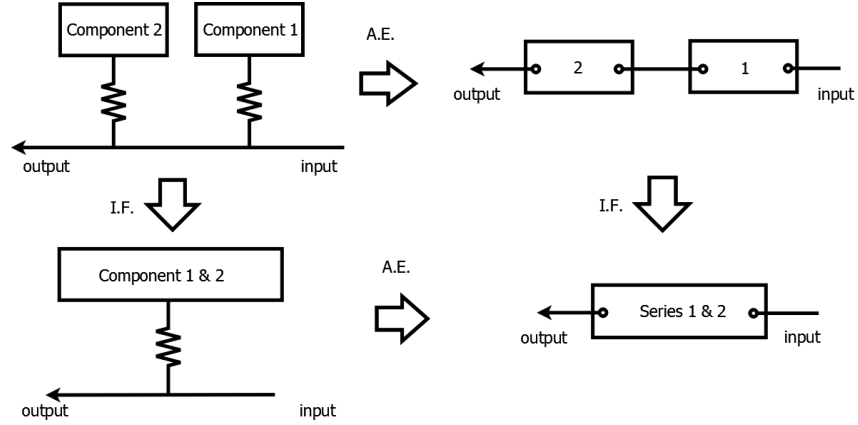 Component 2
Component 1
A.E.
2
1
output
input
output
input
I.F.
I.F.
Component 1 & 2
A.E.
Series 1 & 2
output
input
output
input